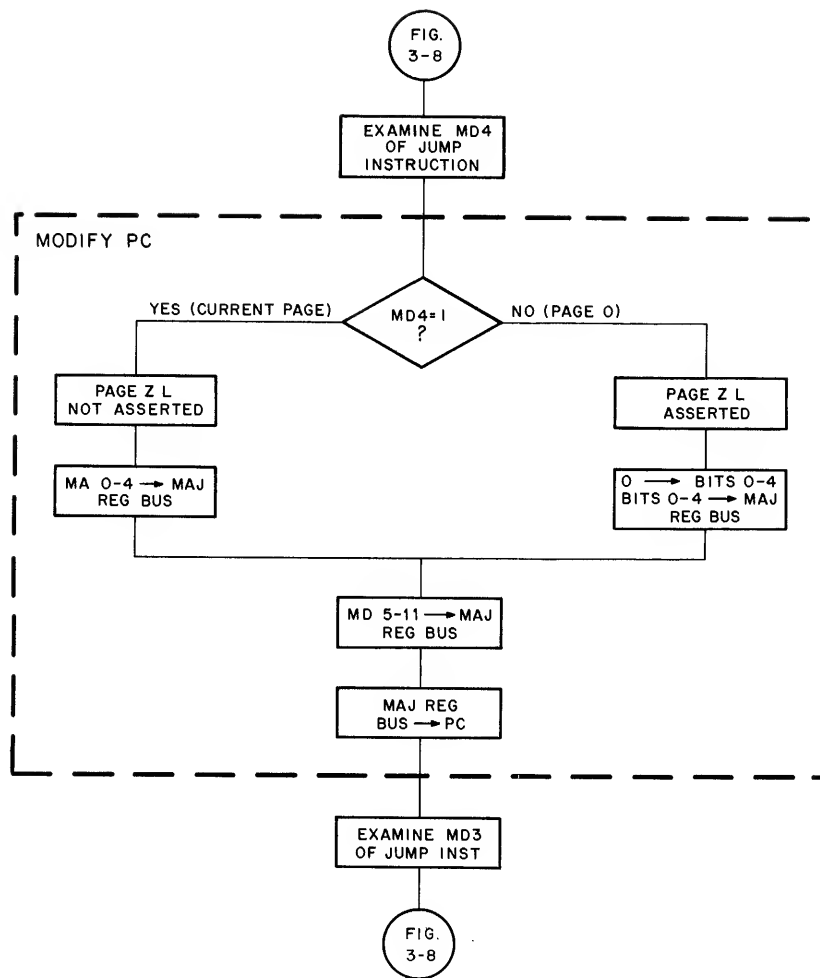 FIG.
3-8
EXAMINE MD4
OF JUMP
INSTRUCTION
MODIFY PC
YES (CURRENT PAGE)
MD4=1
?
NO (PAGE 0)
PAGE Z L
NOT ASSERTED
PAGE Z L
ASSERTED
MA 0-4 → MAJ
REG BUS
0 → BITS 0-4
BITS 0-4 → MAJ
REG BUS
MD 5-11 → MAJ
REG BUS
MAJ REG
BUS → PC
EXAMINE MD3
OF JUMP INST
FIG.
3-8